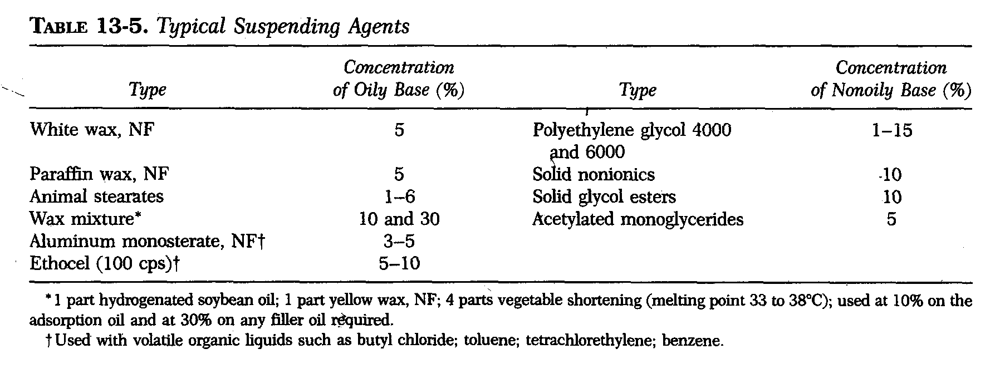 TABLE 13-5. Typical Suspending Agents
Type Concentration of Oily Base (%) Type Concentration of Nonoily Base (%)
White wax, NF 5 Polyethylene glycol 4000 and 6000 1–15
Paraffin wax, NF 5 Solid nonionics 10
Animal stearates 1–6 Solid glycol esters 10
Wax mixture* 10 and 30 Acetylated monoglycerides 5
Aluminum monosterate, NF† 3–5
Ethocel (100 cps)† 5–10
*1 part hydrogenated soybean oil; 1 part yellow wax, NF; 4 parts vegetable shortening (melting point 33 to 38°C); used at 10% on the
adsorption oil and at 30% on any filler oil required.
†Used with volatile organic liquids such as butyl chloride; toluene; tetrachlorethylene; benzene.